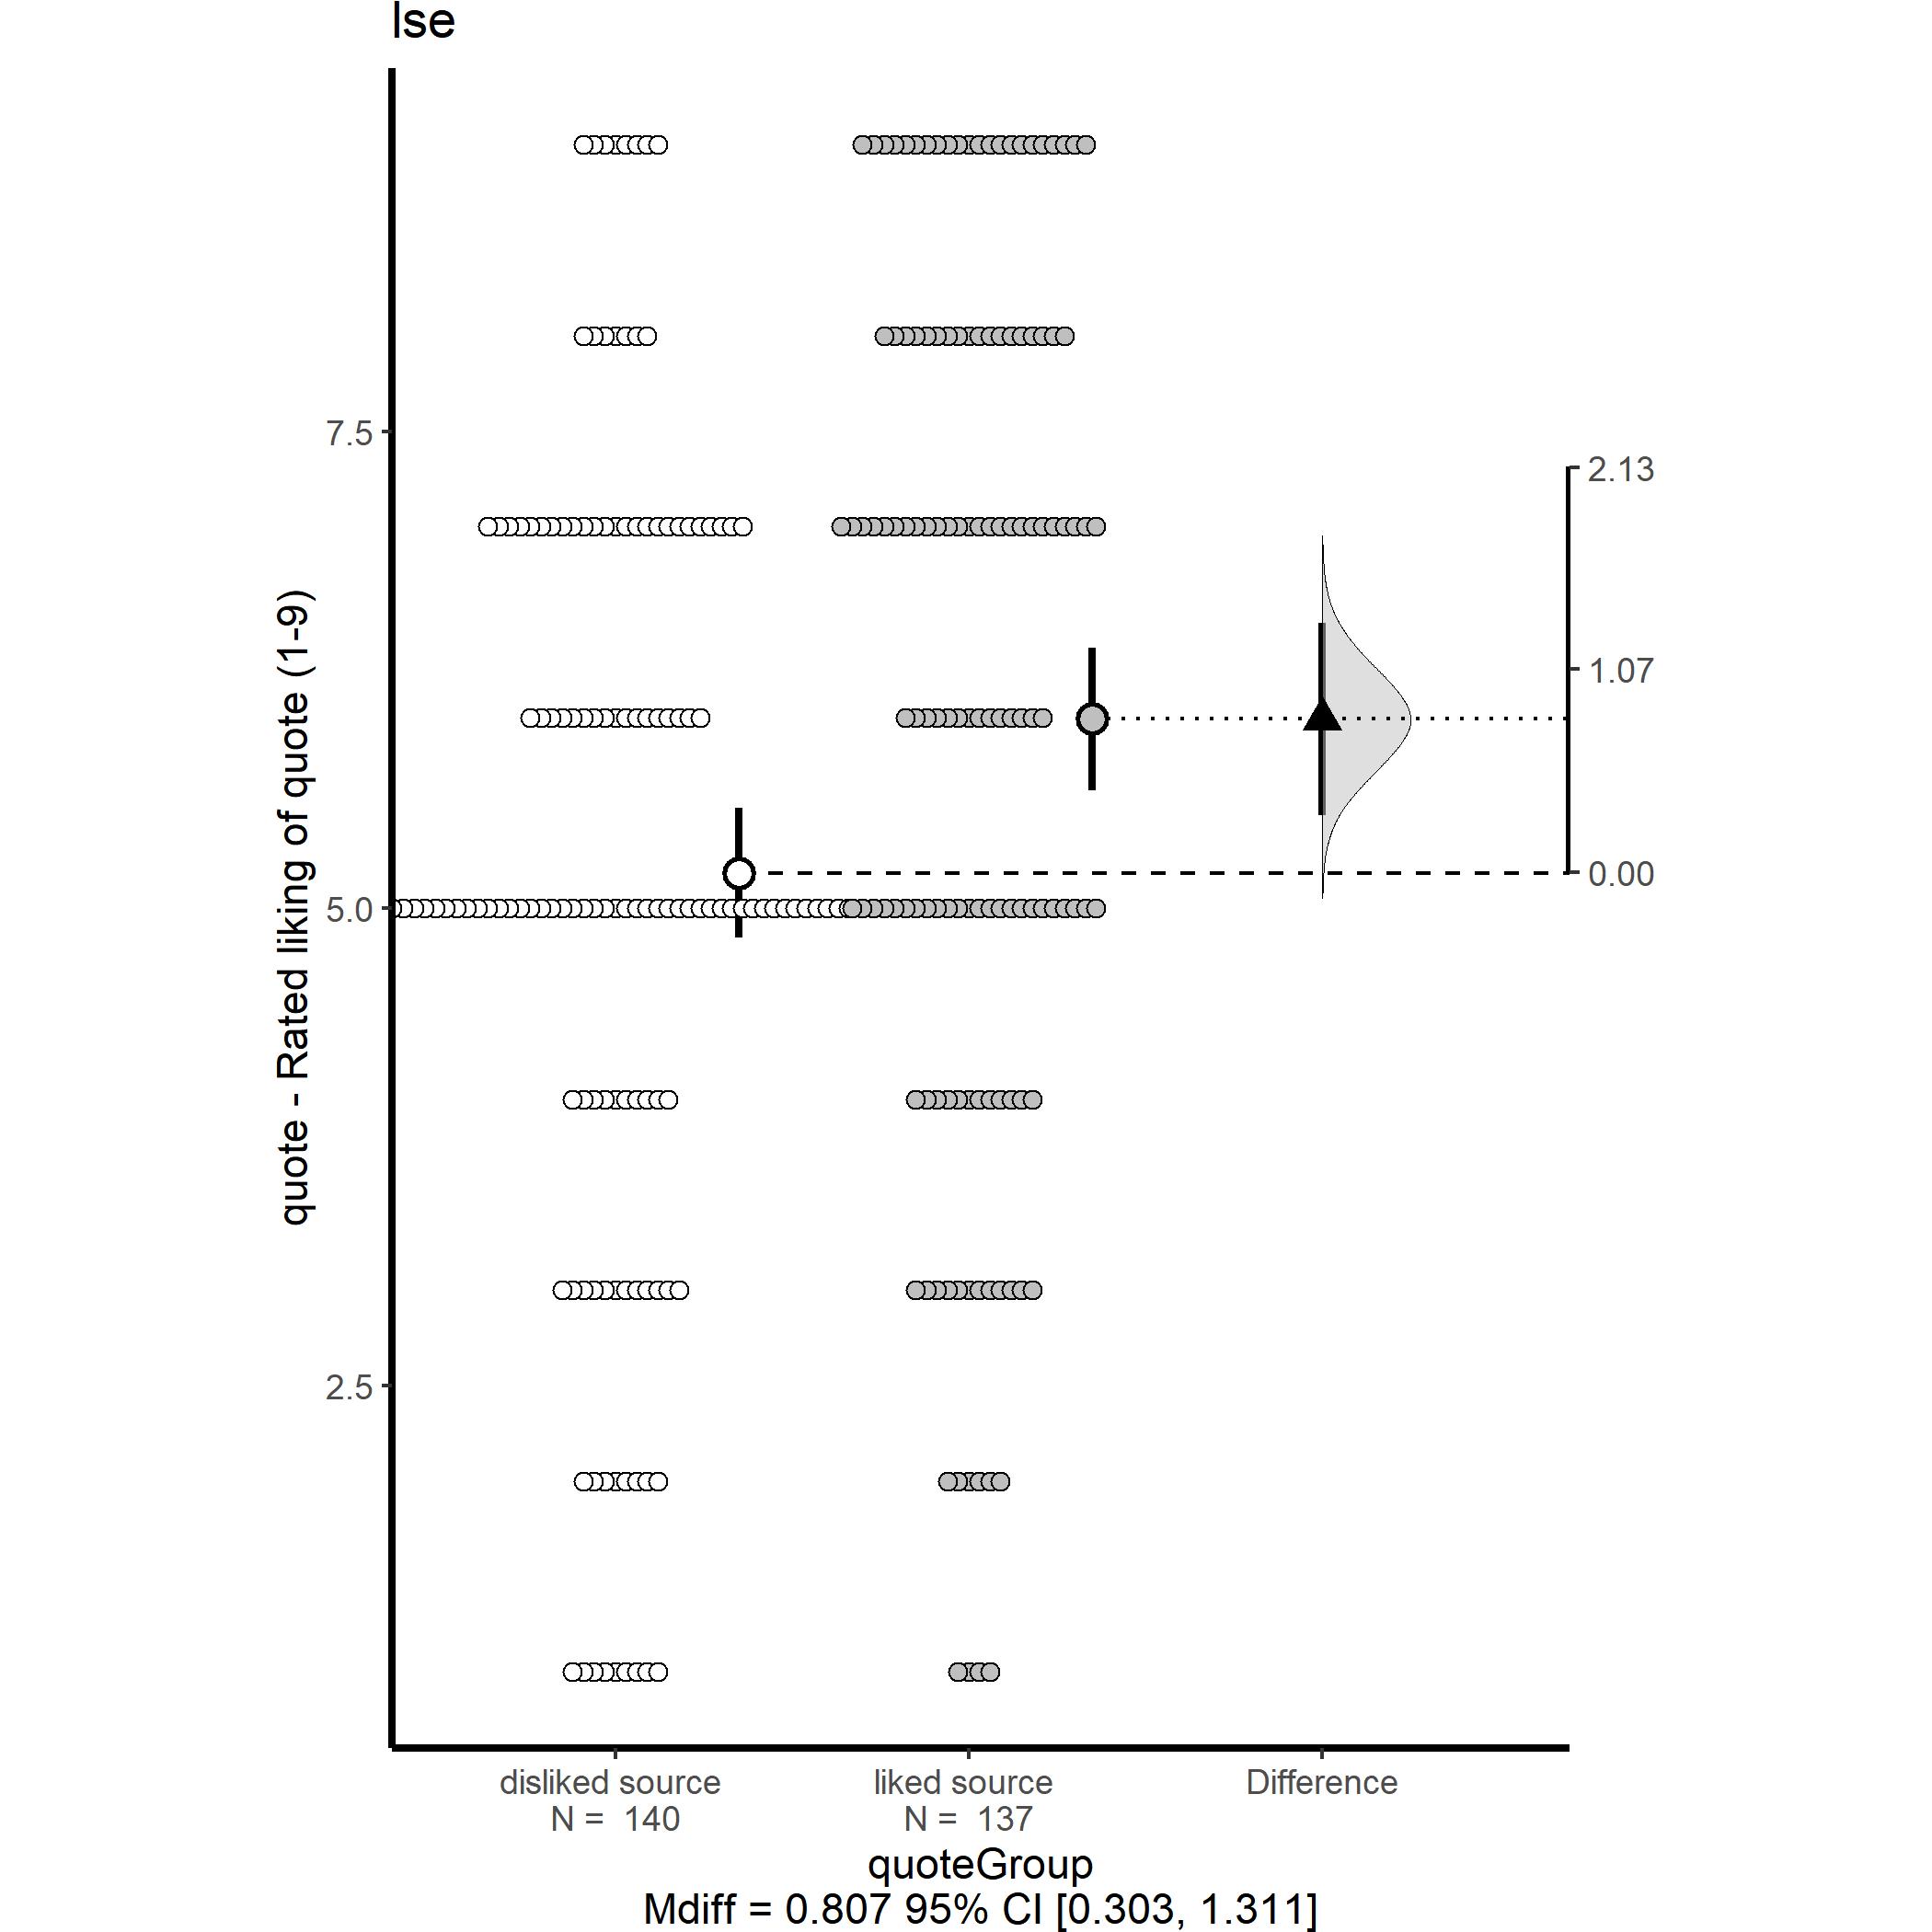 lse
quote - Rated liking of quote (1-9)
7.5
5.0
2.5
2.13
1.07
0.00
disliked source
N =  140
liked source
N =  137
Difference
quoteGroup
Mdiff = 0.807 95% CI [0.303, 1.311]